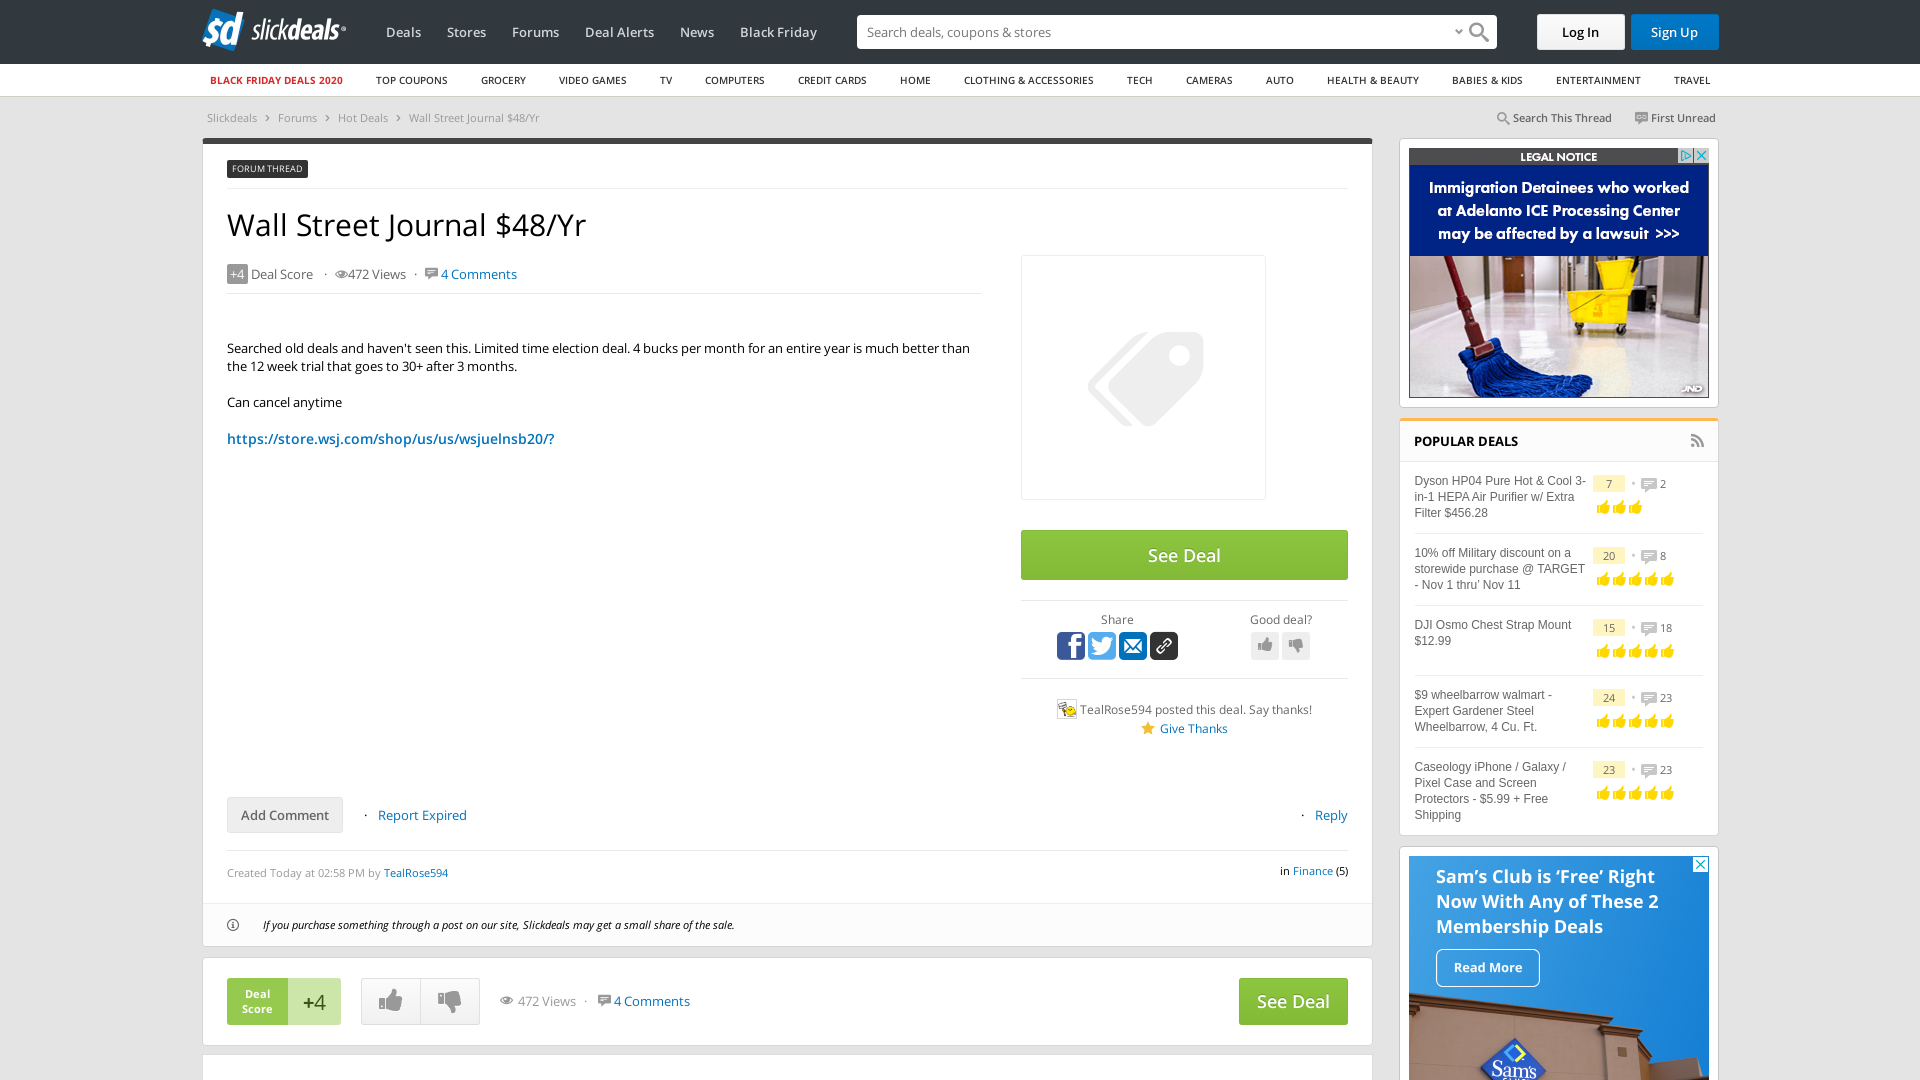 slickdeals
Deals
Stores
Forums
Deal Alerts
News
Black Friday
Search deals, coupons & stores
Log In
Sign Up
BLACK FRIDAY DEALS 2020
TOP COUPONS
GROCERY
VIDEO GAMES
TV
COMPUTERS
CREDIT CARDS
HOME
CLOTHING & ACCESSORIES
TECH
CAMERAS
AUTO
HEALTH & BEAUTY
BABIES & KIDS
ENTERTAINMENT
TRAVEL
Slickdeals > Forums > Hot Deals > Wall Street Journal $48/Yr
Search This Thread
First Unread
FORUM THREAD
Wall Street Journal $48/Yr
+4 Deal Score · 472 Views · 4 Comments
Searched old deals and haven't seen this. Limited time election deal. 4 bucks per month for an entire year is much better than
the 12 week trial that goes to 30+ after 3 months.
Can cancel anytime
https://store.wsj.com/shop/us/us/wsjuelnsb20/?
See Deal
Share
Good deal?
TealRose594 posted this deal. Say thanks!
Give Thanks
Add Comment
· Report Expired
· Reply
Created Today at 02:58 PM by TealRose594
in Finance (5)
If you purchase something through a post on our site, Slickdeals may get a small share of the sale.
Deal
Score
+4
472 Views · 4 Comments
See Deal
LEGAL NOTICE
Immigration Detainees who worked
at Adelanto ICE Processing Center
may be affected by a lawsuit >>>
JND
POPULAR DEALS
Dyson HP04 Pure Hot & Cool 3-
in-1 HEPA Air Purifier w/ Extra
Filter $456.28
7 • 2
10% off Military discount on a
storewide purchase @ TARGET
- Nov 1 thru' Nov 11
20 • 8
DJI Osmo Chest Strap Mount
$12.99
15 • 18
$9 wheelbarrow walmart -
Expert Gardener Steel
Wheelbarrow, 4 Cu. Ft.
24 • 23
Caseology iPhone / Galaxy /
Pixel Case and Screen
Protectors - $5.99 + Free
Shipping
23 • 23
Sam's Club is 'Free' Right
Now With Any of These 2
Membership Deals
Read More
Sam's